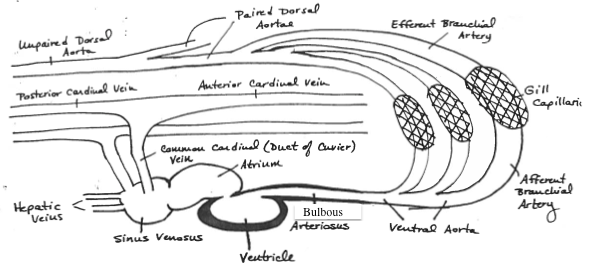 Paired Dorsal
Aortae
Efferent Branchial
Artery
Unpaired Dorsal
Aorta
Posterior Cardinal Vein
Anterior Cardinal Vein
Gill
Capillaric
Common Cardinal (Duct of Cuvier)
Vein
Atrium
Afferent
Branchial
Artery
Hepatic
Veins
Bulbous
Arteriosus
Ventral Aorta
Sinus Venosus
Ventricle